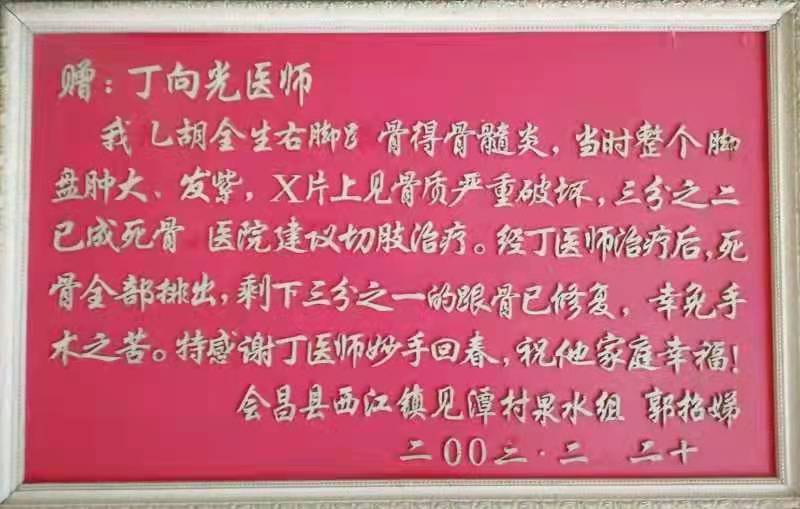 赠：丁向光医师
我 胡全生右脚 骨得骨髓炎，当时整个脚
盘肿大、发紫，X片上见骨质严重破坏，三分之二
已成死骨 医院建议切肢治疗。经丁医师治疗后，死
骨全部排出，剩下三分之一的跟骨已修复，幸免手
术之苦。特感谢丁医师妙手回春，祝他家庭幸福！
会昌县西江镇见潭村泉水组 郭招娣
二00三·二 二十